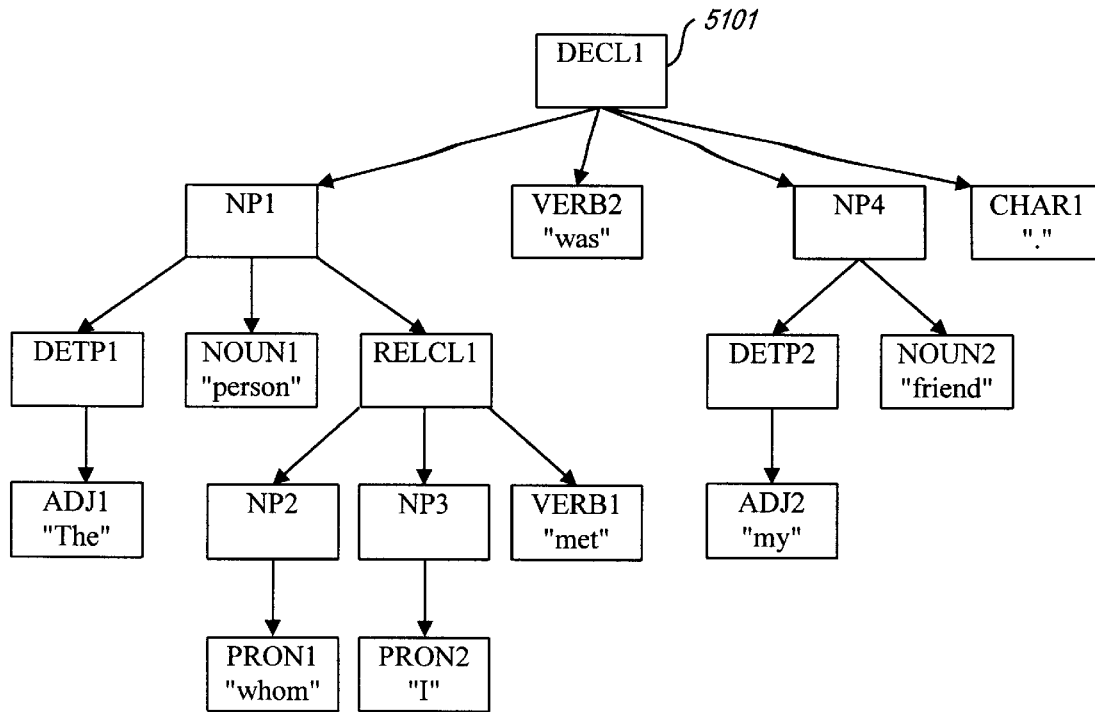 5101
DECL1
NP1
VERB2
"was"
NP4
CHAR1
"."
DETP1
NOUN1
"person"
RELCL1
DETP2
NOUN2
"friend"
ADJ1
"The"
NP2
NP3
VERB1
"met"
ADJ2
"my"
PRON1
"whom"
PRON2
"I"